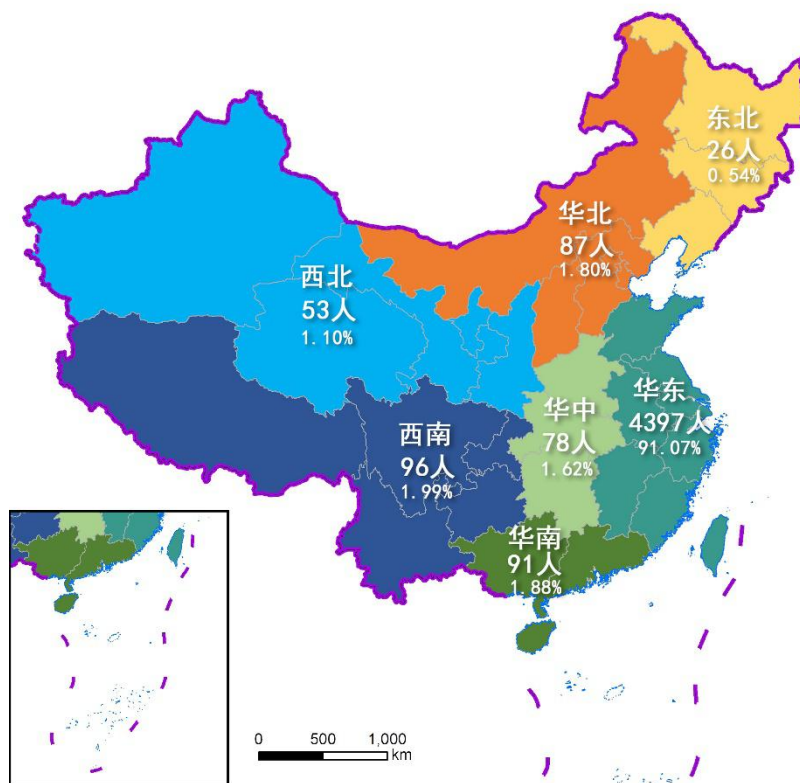 东北
26人
0.54%
华北
87人
1.80%
西北
53人
1.10%
华东
4397人
91.07%
华中
78人
1.62%
西南
96人
1.99%
华南
91人
1.88%
0 500 1,000
km